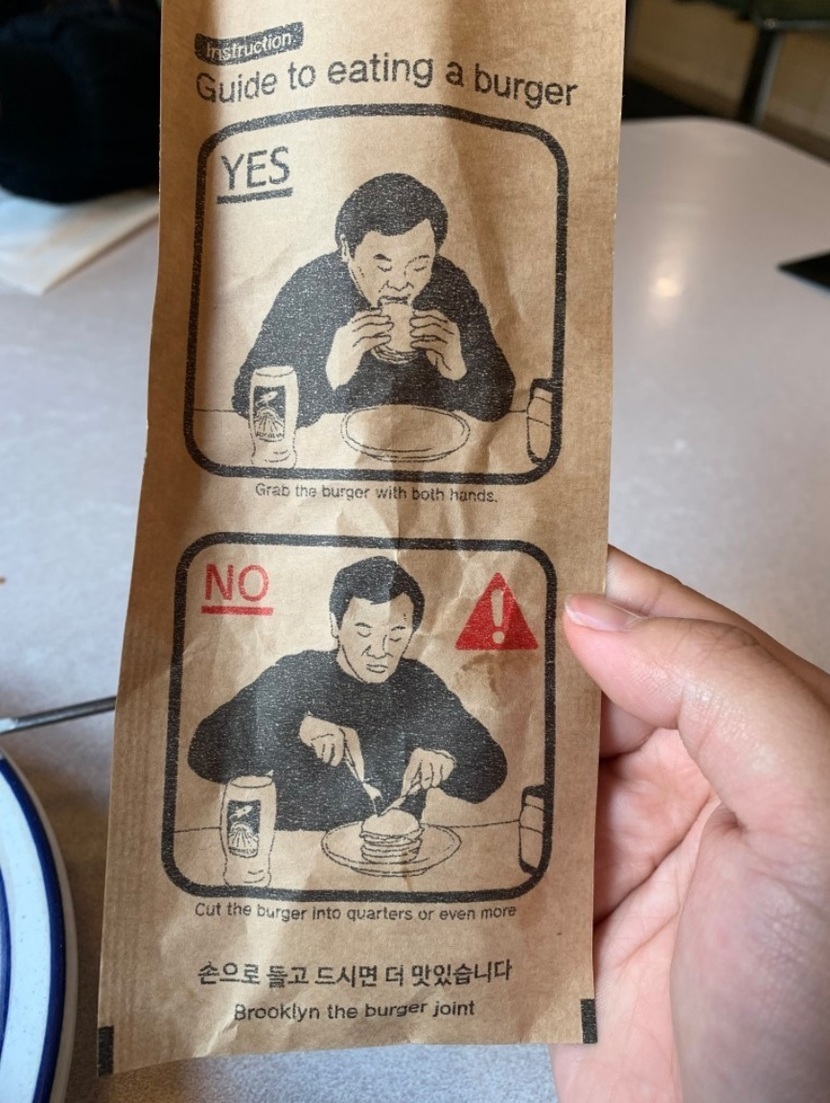 Instruction
Guide to eating a burger
YES
Grab the burger with both hands.
NO
!
Cut the burger into quarters or even more
손으로 들고 드시면 더 맛있습니다
Brooklyn the burger joint